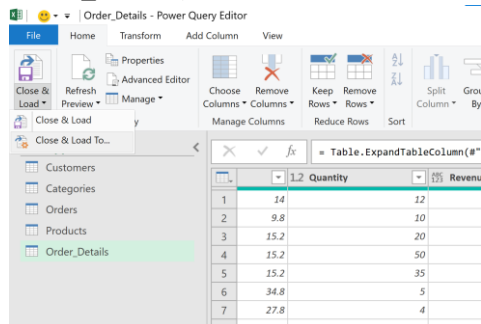 Order_Details - Power Query Editor
File Home Transform Add Column View
Close & Load
Refresh Preview
Properties
Advanced Editor
Manage
Choose Columns
Remove Columns
Keep Rows
Remove Rows
Split Column
Manage Columns
Reduce Rows
Sort
Close & Load
Close & Load To...
fx = Table.ExpandTableColumn(#"
Customers
Categories
Orders
Products
Order_Details
1.2 Quantity ABC 123 Revenu
1 14 12
2 9.8 10
3 15.2 20
4 15.2 50
5 15.2 35
6 34.8 5
7 27.8 4